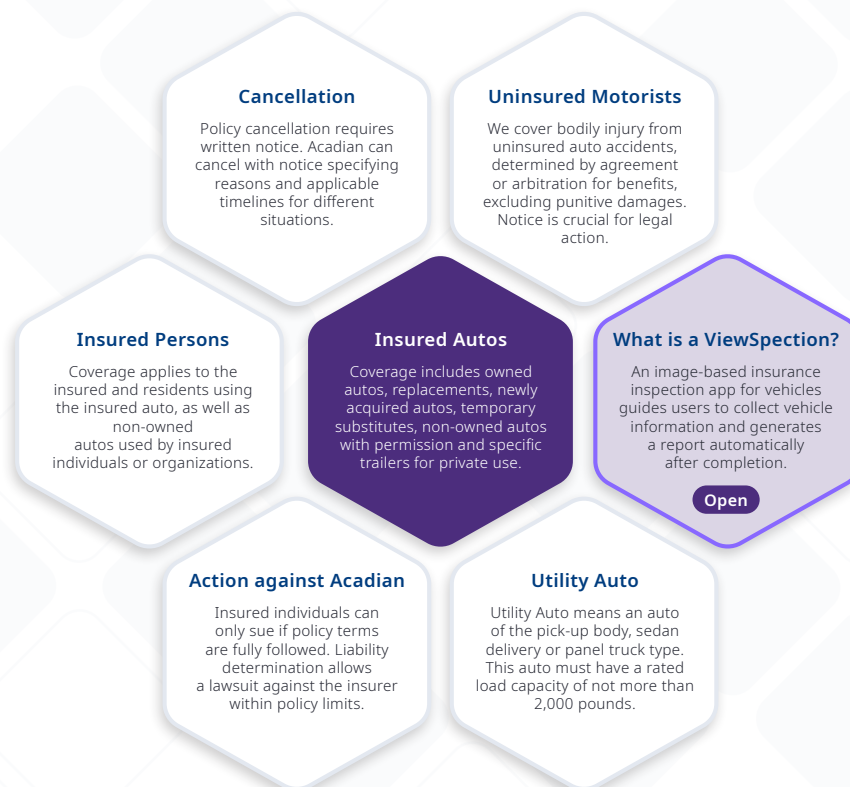 Cancellation
Policy cancellation requires
written notice. Acadian can
cancel with notice specifying
reasons and applicable
timelines for different
situations.
Uninsured Motorists
We cover bodily injury from
uninsured auto accidents,
determined by agreement
or arbitration for benefits,
excluding punitive damages.
Notice is crucial for legal
action.
Insured Persons
Coverage applies to the
insured and residents using
the insured auto, as well as
non-owned
autos used by insured
individuals or organizations.
Insured Autos
Coverage includes owned
autos, replacements, newly
acquired autos, temporary
substitutes, non-owned autos
with permission and specific
trailers for private use.
What is a ViewSpection?
An image-based insurance
inspection app for vehicles
guides users to collect vehicle
information and generates
a report automatically
after completion.
Open
Action against Acadian
Insured individuals can
only sue if policy terms
are fully followed. Liability
determination allows
a lawsuit against the insurer
within policy limits.
Utility Auto
Utility Auto means an auto
of the pick-up body, sedan
delivery or panel truck type.
This auto must have a rated
load capacity of not more than
2,000 pounds.